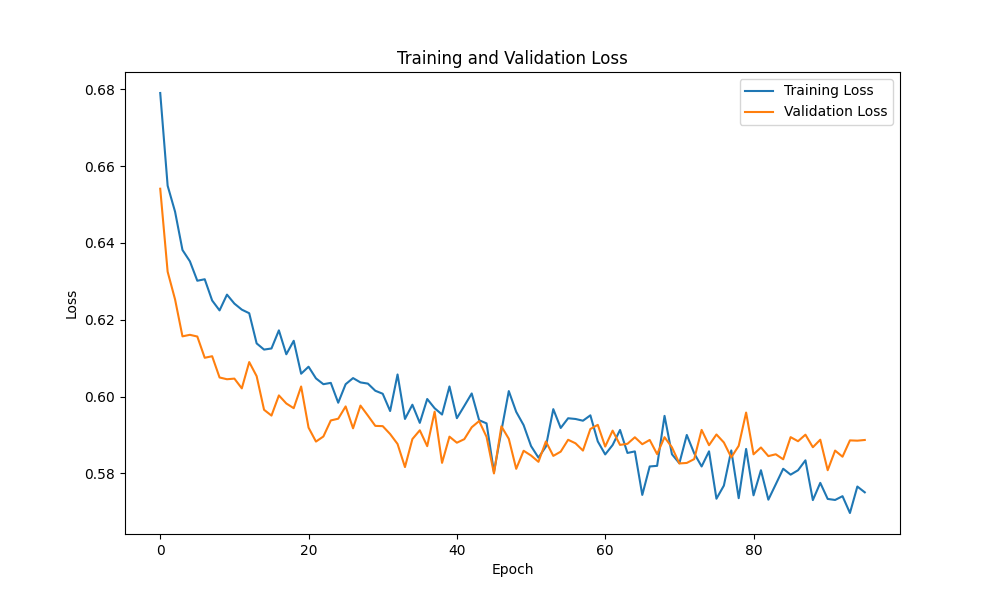 Training and Validation Loss
Training Loss
Validation Loss
0.68
0.66
0.64
0.62
0.60
0.58
Loss
0
20
40
60
80
Epoch